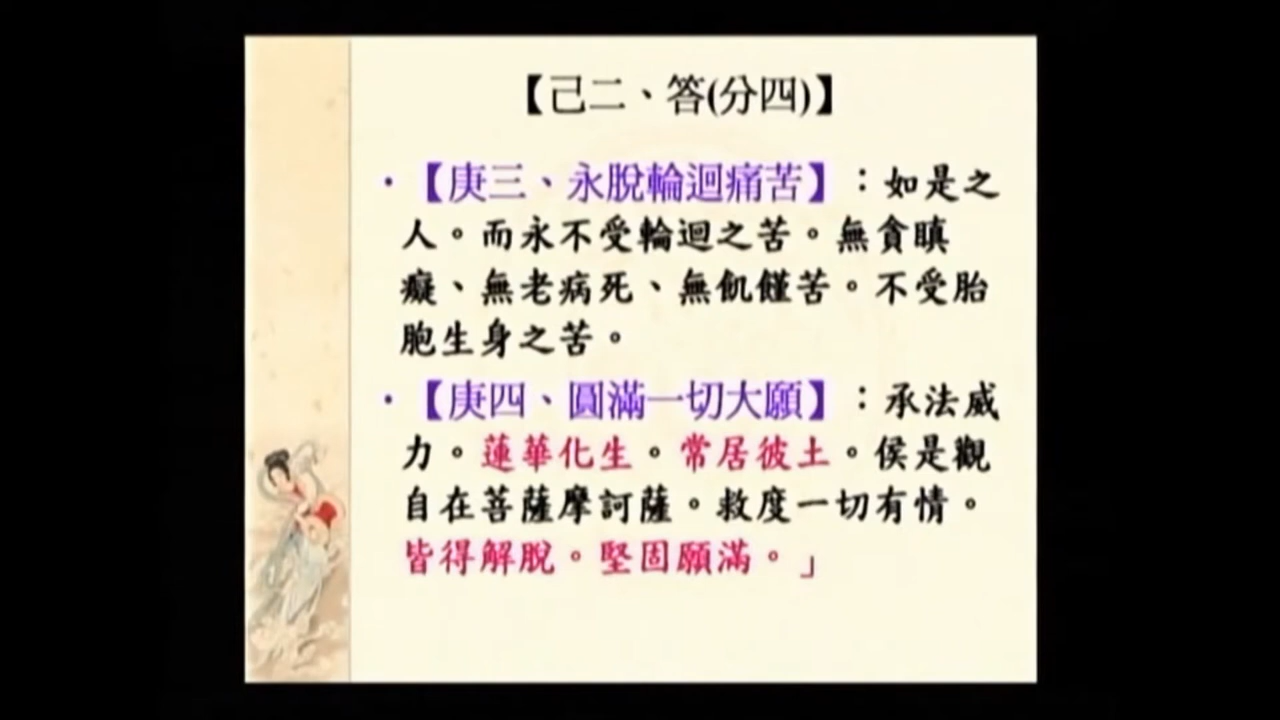 【己二、答(分四)】
·【庚三、永脫輪迴痛苦】：如是之
人。而永不受輪迴之苦。無貪瞋
癡、無老病死、無飢饉苦。不受胎
胞生身之苦。
·【庚四、圓滿一切大願】：承法威
力。蓮華化生。常居彼土。侯是觀
自在菩薩摩訶薩。救度一切有情。
皆得解脫。堅固願滿。」